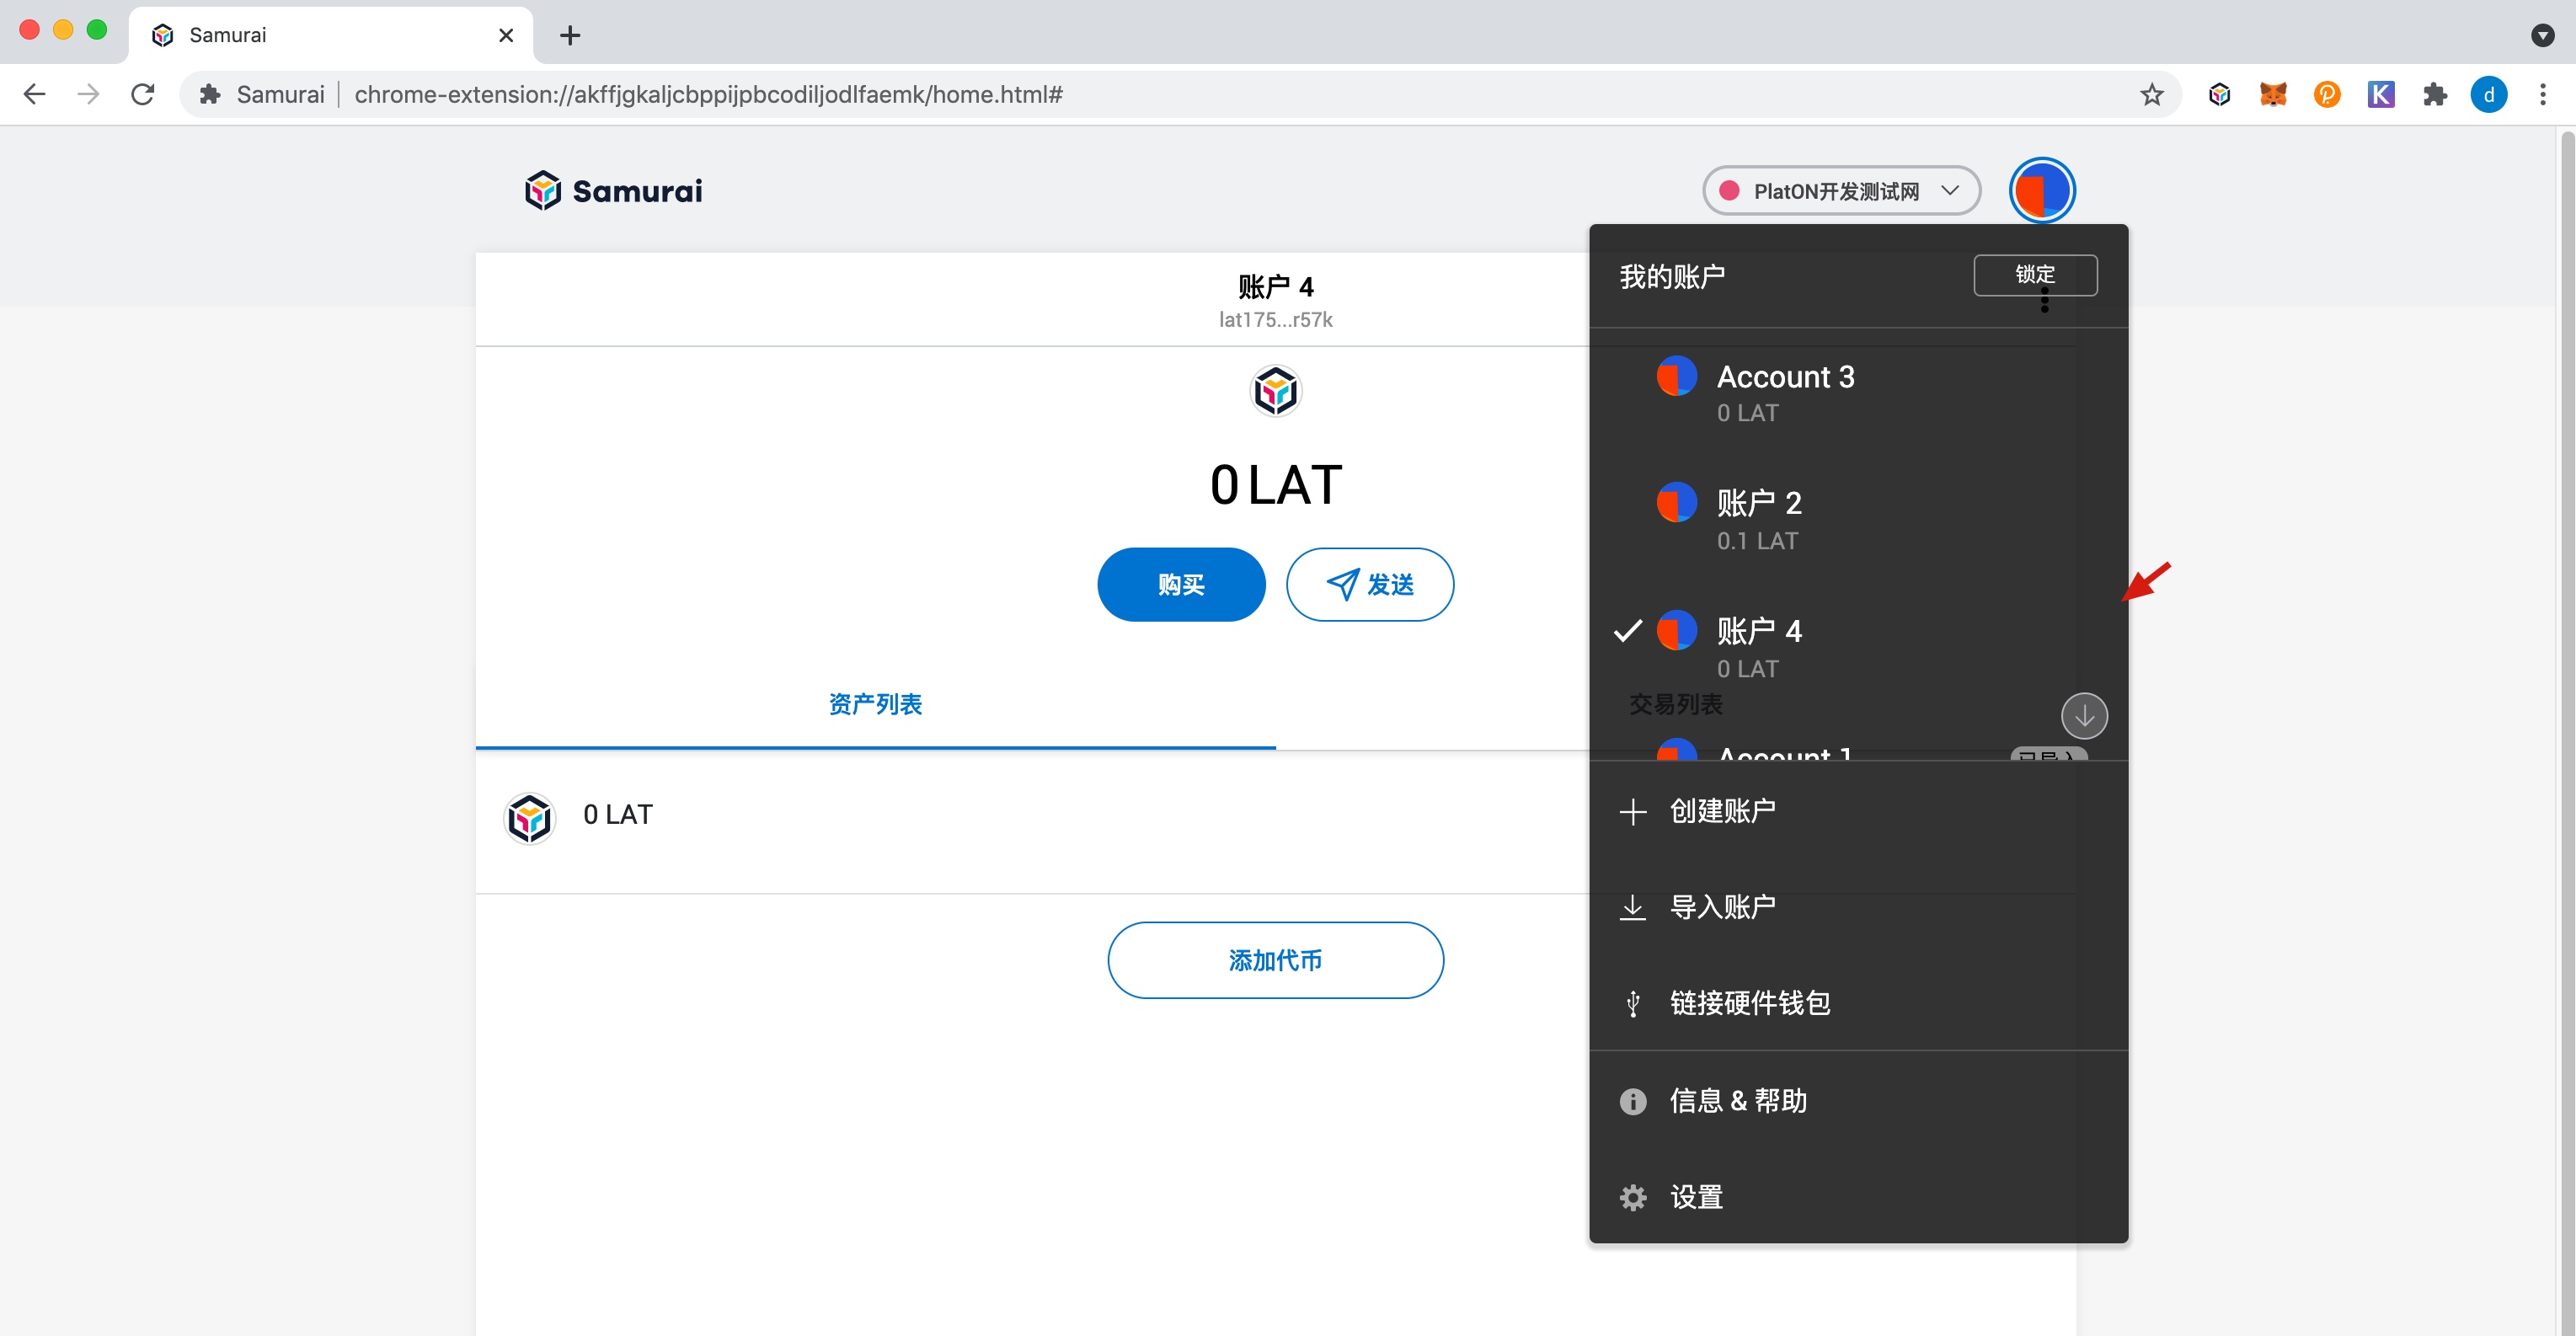 Samurai
Samurai
chrome-extension://akffjgkaljcbppijpbcodiljodlfaemk/home.html#
K
d
Samurai
PlatON开发测试网
账户 4
lat175...r57k
0 LAT
购买
发送
资产列表
交易列表
0 LAT
添加代币
我的账户
锁定
Account 3
0 LAT
账户 2
0.1 LAT
账户 4
0 LAT
Account 1
已导入
创建账户
导入账户
链接硬件钱包
信息 & 帮助
设置